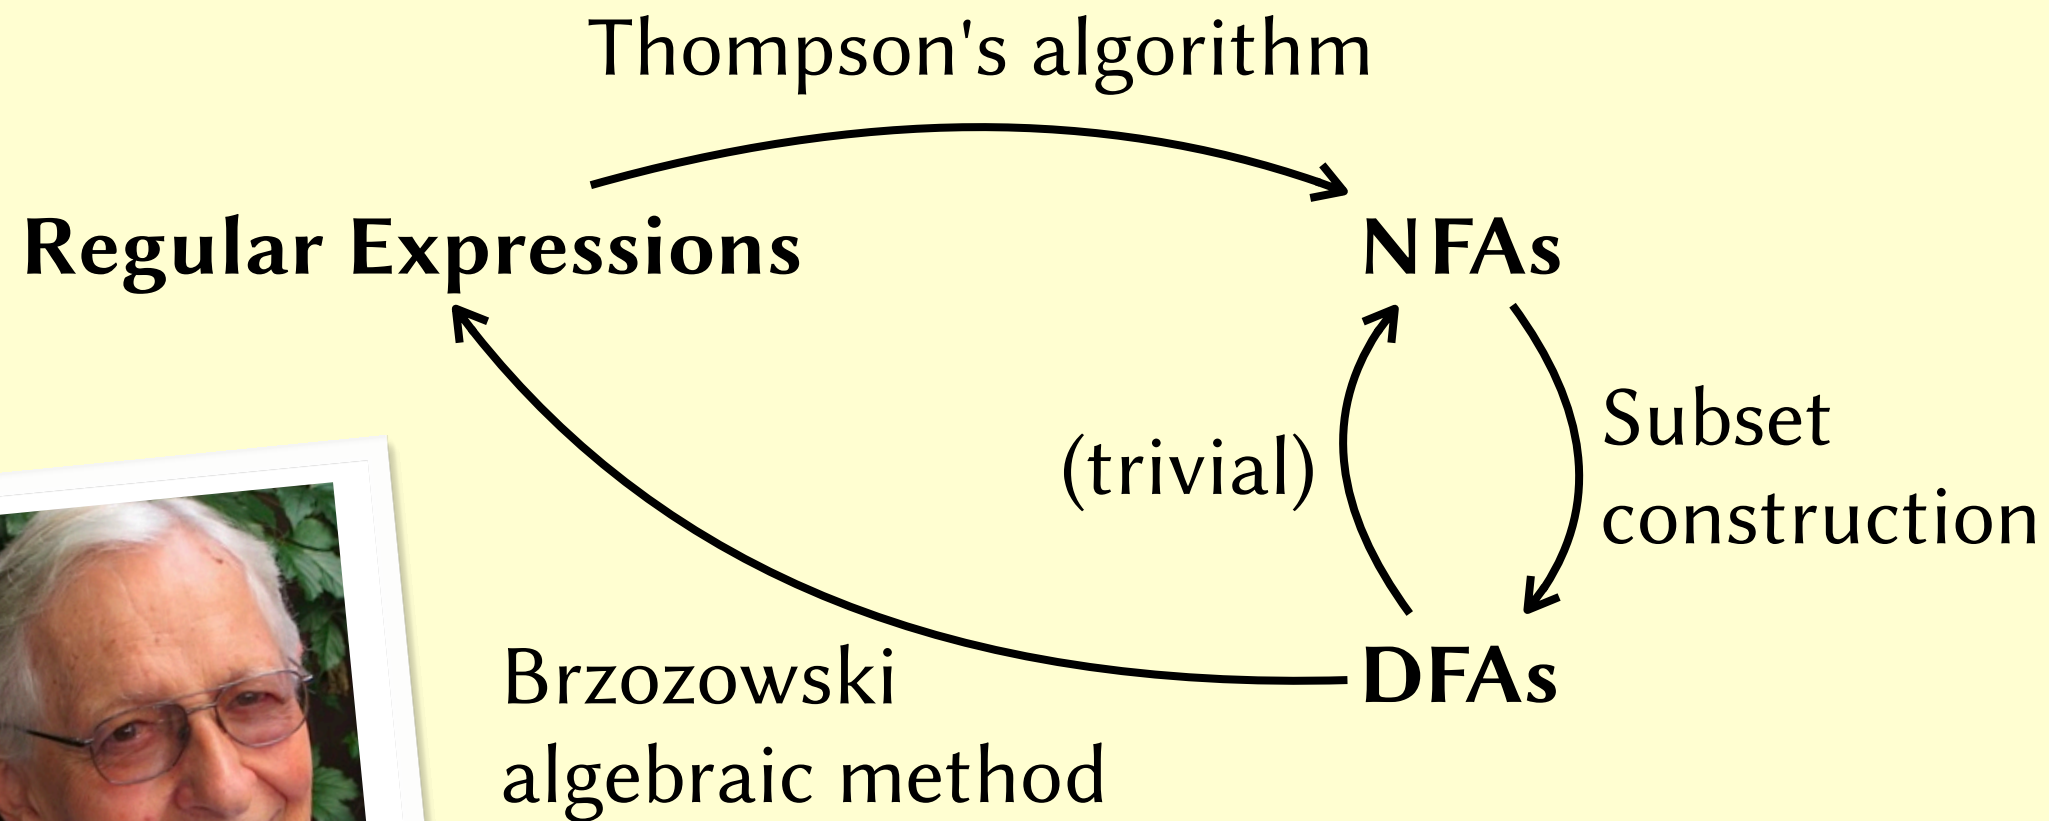 Thompson's algorithm
Regular Expressions
NFAs
(trivial)
Subset
construction
DFAs
Brzozowski
algebraic method